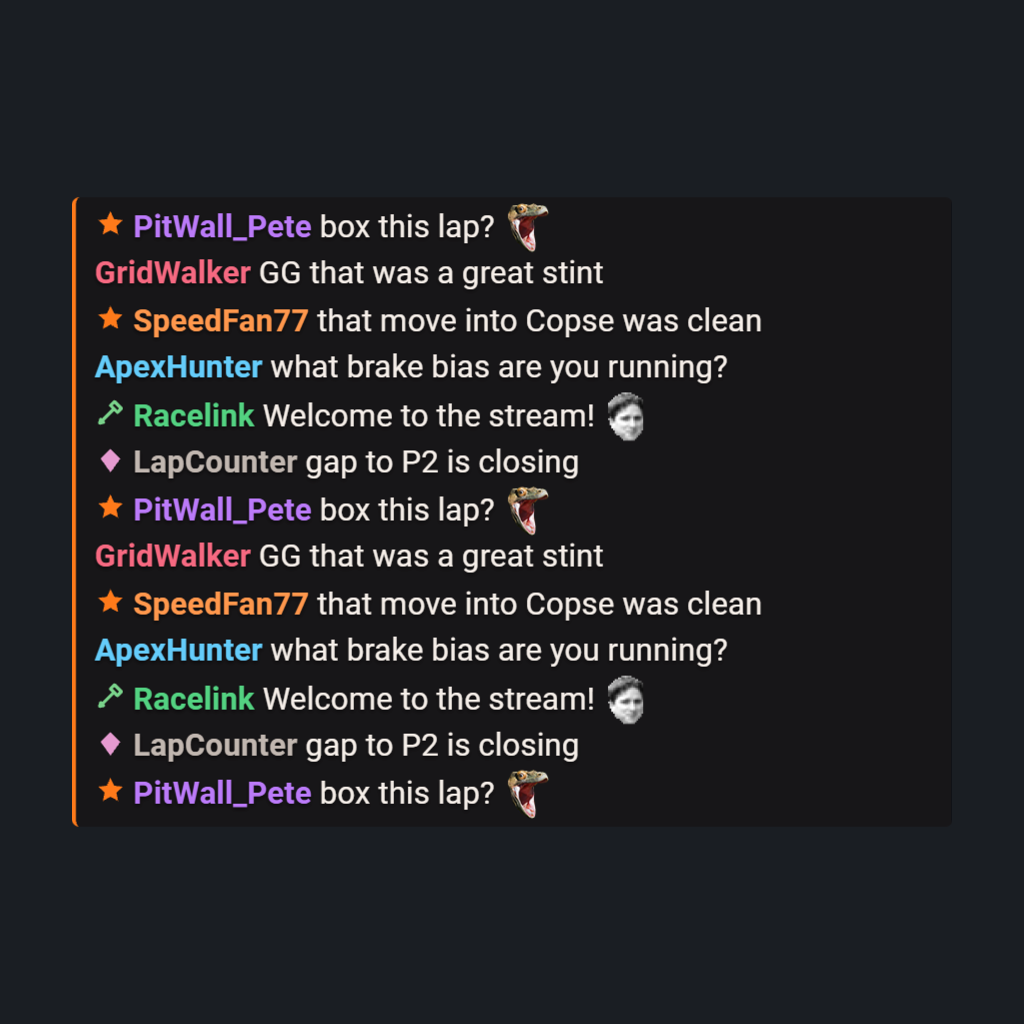 PitWall_Pete box this lap?
GridWalker GG that was a great stint
SpeedFan77 that move into Copse was clean
ApexHunter what brake bias are you running?
Racelink Welcome to the stream!
LapCounter gap to P2 is closing
PitWall_Pete box this lap?
GridWalker GG that was a great stint
SpeedFan77 that move into Copse was clean
ApexHunter what brake bias are you running?
Racelink Welcome to the stream!
LapCounter gap to P2 is closing
PitWall_Pete box this lap?